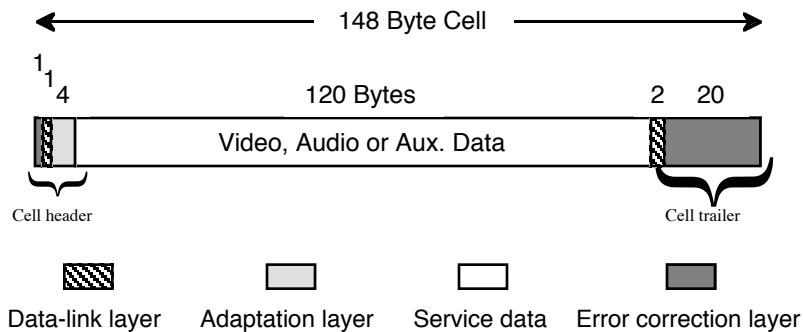 148 Byte Cell
1
1
4 120 Bytes 2 20
Video, Audio or Aux. Data
Cell header Cell trailer
Data-link layer Adaptation layer Service data Error correction layer